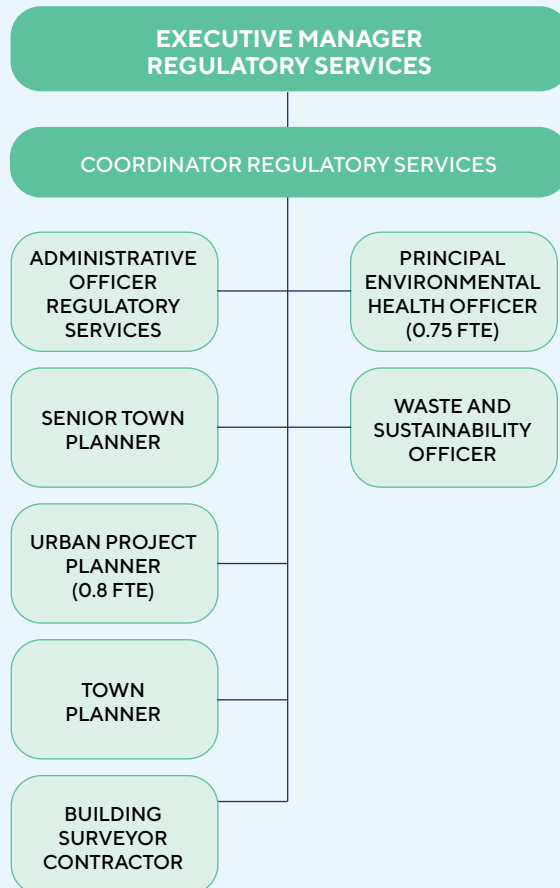 EXECUTIVE MANAGER
REGULATORY SERVICES
COORDINATOR REGULATORY SERVICES
ADMINISTRATIVE
OFFICER
REGULATORY
SERVICES
PRINCIPAL
ENVIRONMENTAL
HEALTH OFFICER
(0.75 FTE)
SENIOR TOWN
PLANNER
WASTE AND
SUSTAINABILITY
OFFICER
URBAN PROJECT
PLANNER
(0.8 FTE)
TOWN
PLANNER
BUILDING
SURVEYOR
CONTRACTOR